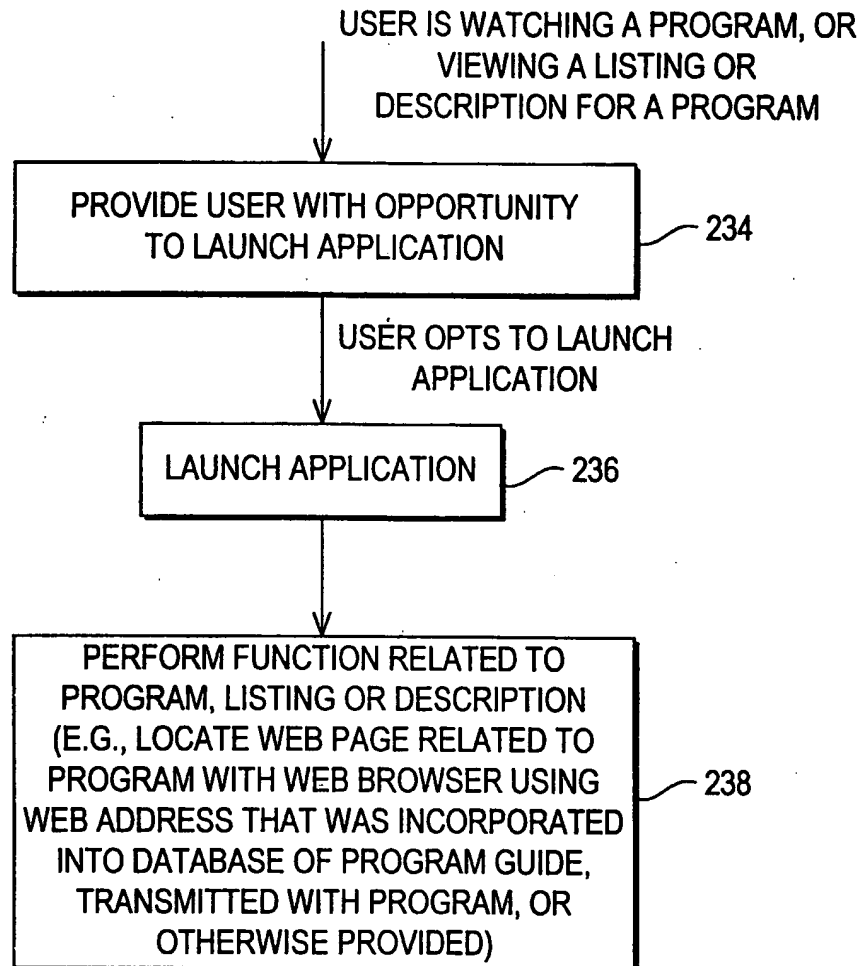 USER IS WATCHING A PROGRAM, OR
VIEWING A LISTING OR
DESCRIPTION FOR A PROGRAM
PROVIDE USER WITH OPPORTUNITY
TO LAUNCH APPLICATION
234
USER OPTS TO LAUNCH
APPLICATION
LAUNCH APPLICATION
236
PERFORM FUNCTION RELATED TO
PROGRAM, LISTING OR DESCRIPTION
(E.G., LOCATE WEB PAGE RELATED TO
PROGRAM WITH WEB BROWSER USING
WEB ADDRESS THAT WAS INCORPORATED
INTO DATABASE OF PROGRAM GUIDE,
TRANSMITTED WITH PROGRAM, OR
OTHERWISE PROVIDED)
238